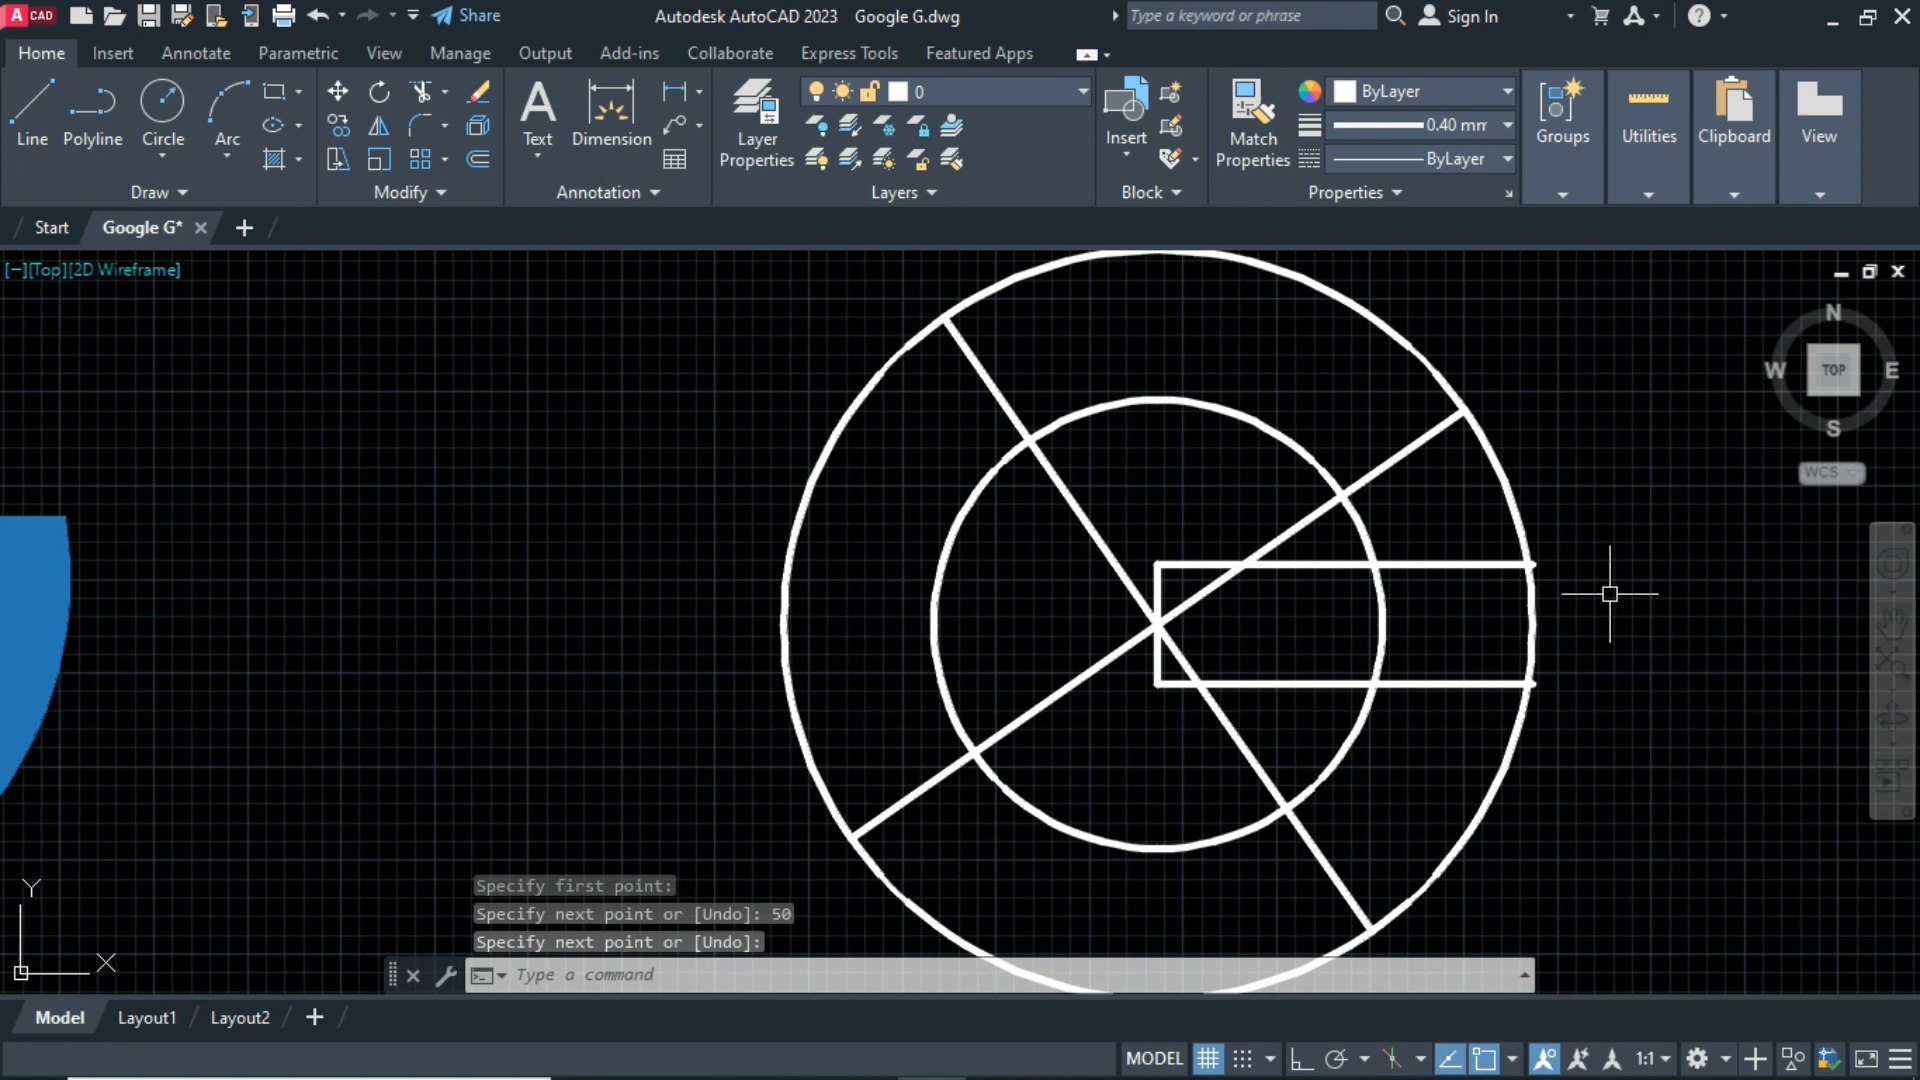 A CAD Share Autodesk AutoCAD 2023 Google G.dwg Type a keyword or phrase Sign In ?
Home Insert Annotate Parametric View Manage Output Add-ins Collaborate Express Tools Featured Apps
0 ByLayer
0.40 mm
Line Polyline Circle Arc Text Dimension Layer Properties Insert Match Properties Groups Utilities Clipboard View
ByLayer
Draw Modify Annotation Layers Block Properties
Start Google G* +
[−][Top][2D Wireframe]
N
W TOP E
S
WCS
Y
X
Specify first point:
Specify next point or [Undo]: 50
Specify next point or [Undo]:
Type a command
Model Layout1 Layout2 +
MODEL 1:1